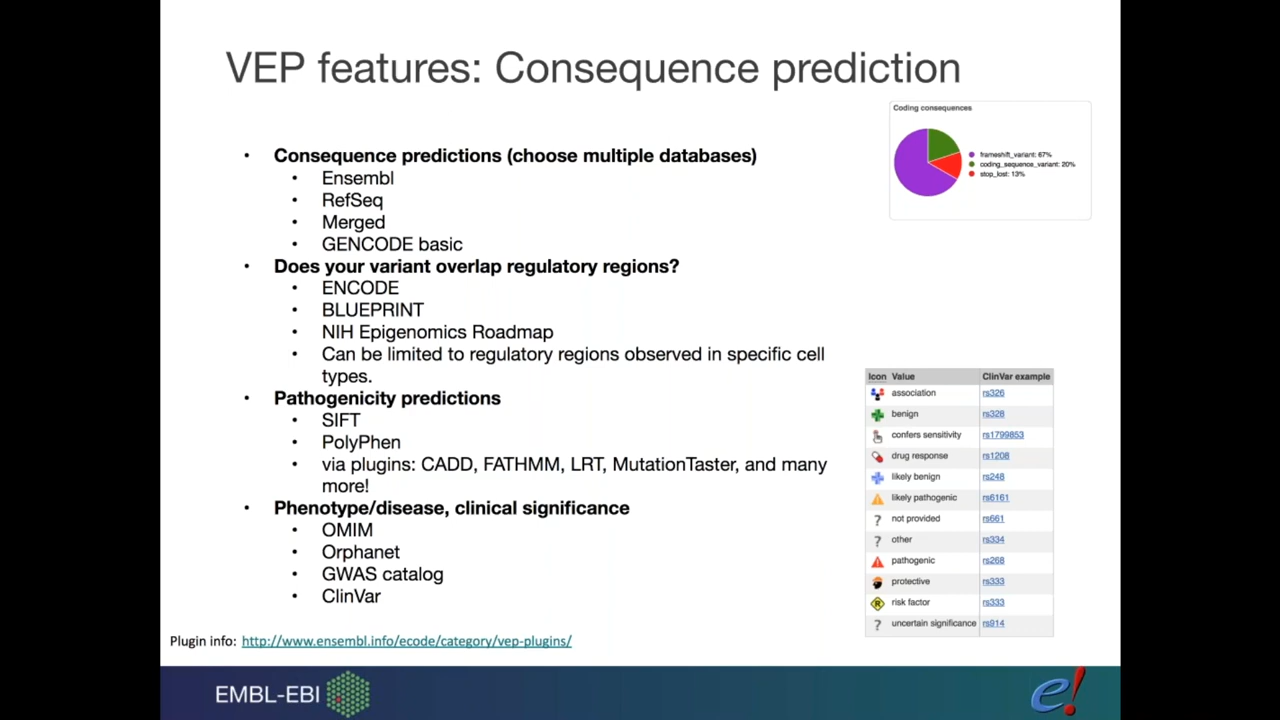 VEP features: Consequence prediction
Coding consequences
frameshift_variant: 67%
coding_sequence_variant: 20%
stop_lost: 13%
• Consequence predictions (choose multiple databases)
• Ensembl
• RefSeq
• Merged
• GENCODE basic
• Does your variant overlap regulatory regions?
• ENCODE
• BLUEPRINT
• NIH Epigenomics Roadmap
• Can be limited to regulatory regions observed in specific cell
types.
• Pathogenicity predictions
• SIFT
• PolyPhen
• via plugins: CADD, FATHMM, LRT, MutationTaster, and many
more!
• Phenotype/disease, clinical significance
• OMIM
• Orphanet
• GWAS catalog
• ClinVar
Icon Value ClinVar example
association rs326
benign rs328
confers sensitivity rs1799853
drug response rs1208
likely benign rs248
likely pathogenic rs6161
? not provided rs661
? other rs334
pathogenic rs268
protective rs333
R risk factor rs333
? uncertain significance rs914
Plugin info: http://www.ensembl.info/ecode/category/vep-plugins/
EMBL-EBI
e!